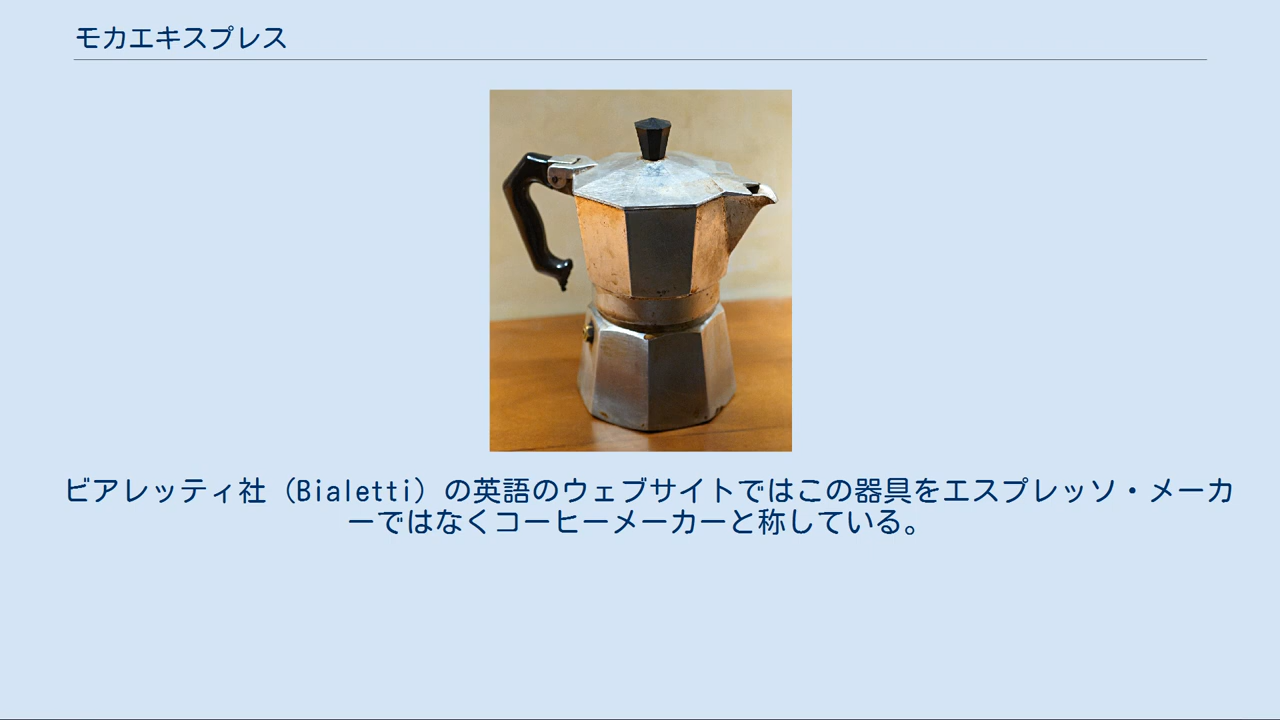 モカエキスプレス
ビアレッティ社（Bialetti）の英語のウェブサイトではこの器具をエスプレッソ・メーカ
ーではなくコーヒーメーカーと称している。